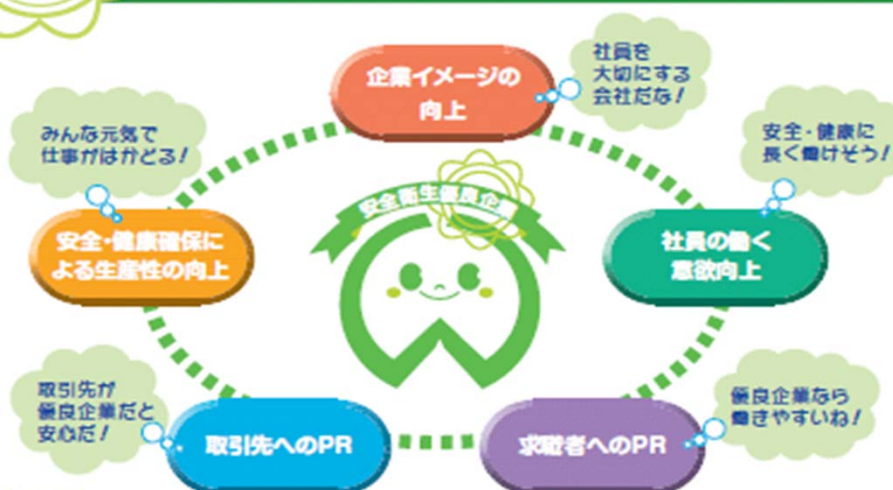 企業イメージの
向上
社員を
大切にする
会社だな!
みんな元気で
仕事がはかどる!
安全・健康に
長く働けそう!
安全衛生優良企業
安全・健康確保に
よる生産性の向上
社員の働く
意欲向上
取引先が
優良企業だと
安心だ!
取引先へのPR
求職者へのPR
優良企業なら
働きやすいね!